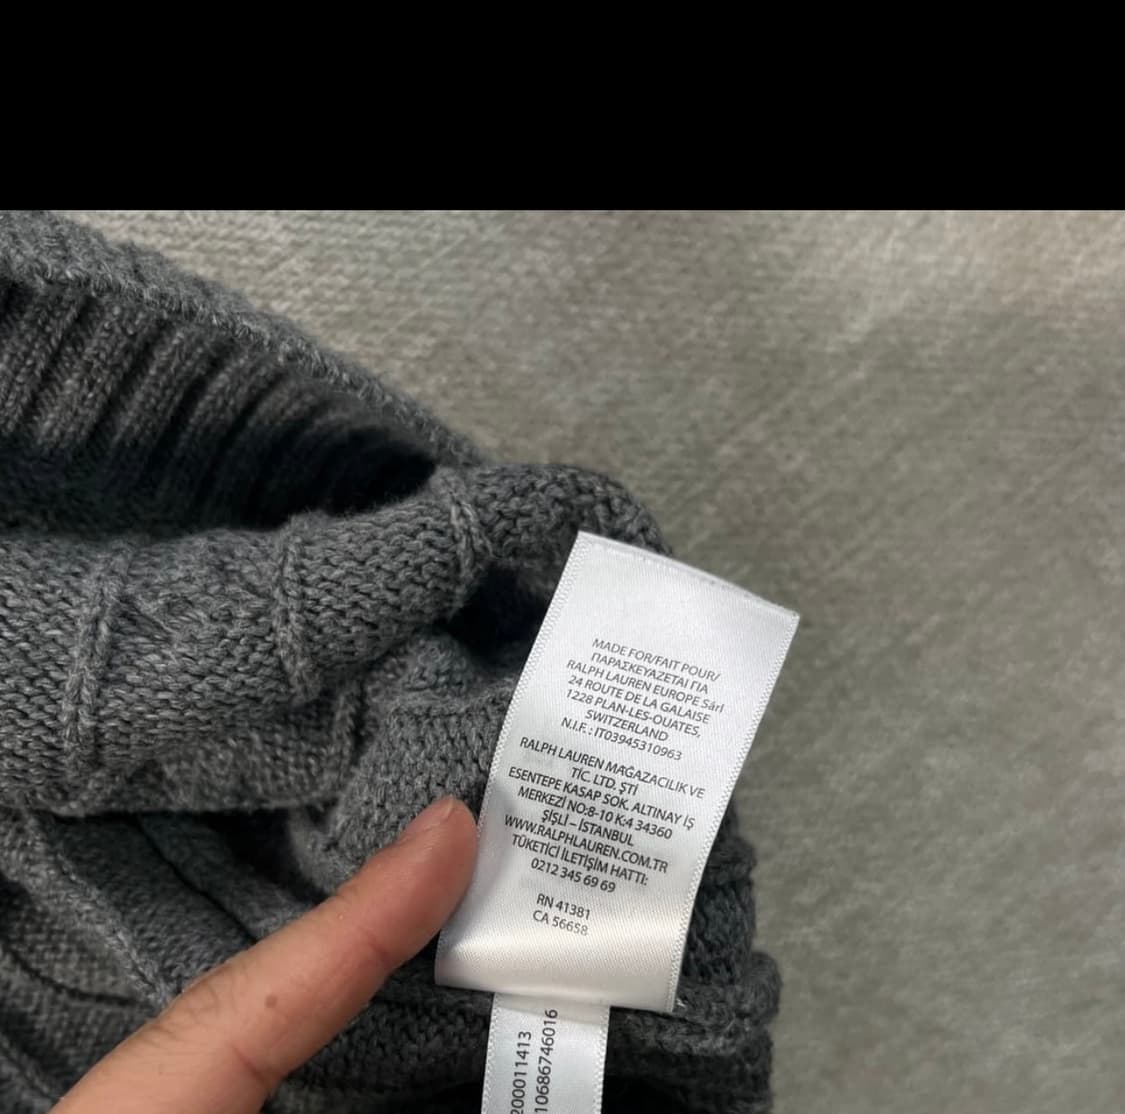 MADE FOR/FAIT POUR/
ΠΑΡΑΣΚΕΥΑΖΕΤΑΙ ΓΙΑ
RALPH LAUREN EUROPE Sárl
24 ROUTE DE LA GALAISE
1228 PLAN-LES-OUATES,
SWITZERLAND
N.I.F. : IT03945310963
RALPH LAUREN MAĞAZACILIK VE
TİC. LTD. ŞTİ
ESENTEPE KASAP SOK. ALTINAY İŞ
MERKEZİ NO:8-10 K:4 34360
ŞİŞLİ – İSTANBUL
WWW.RALPHLAUREN.COM.TR
TÜKETİCİ İLETİŞİM HATTI:
0212 345 69 69
RN 41381
CA 56658
200011413
10686746016